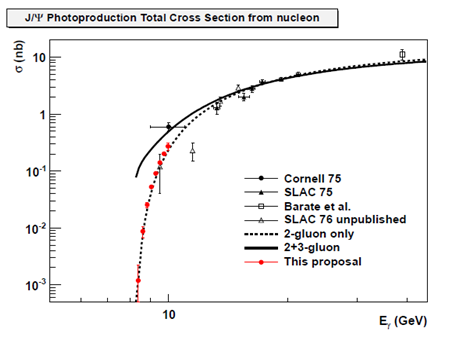 J/Ψ Photoproduction Total Cross Section from nucleon
σ (nb)
10
1
10⁻¹
10⁻²
10⁻³
Cornell 75
SLAC 75
Barate et al.
SLAC 76 unpublished
2-gluon only
2+3-gluon
This proposal
10
Eᵧ (GeV)